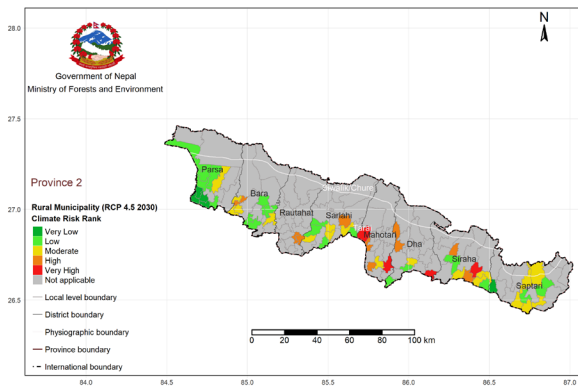 28.0
27.5
27.0
26.5
84.0
84.5
85.0
85.5
86.0
86.5
87.0
N
Government of Nepal
Ministry of Forests and Environment
Province 2
Rural Municipality (RCP 4.5 2030)
Climate Risk Rank
Very Low
Low
Moderate
High
Very High
Not applicable
Local level boundary
District boundary
Physiographic boundary
Province boundary
International boundary
Parsa
Bara
Rautahat
Sarlahi
Siwalik/Chure
Tarai
Mahotari
Dha
Siraha
Saptari
0 20 40 60 80 100 km